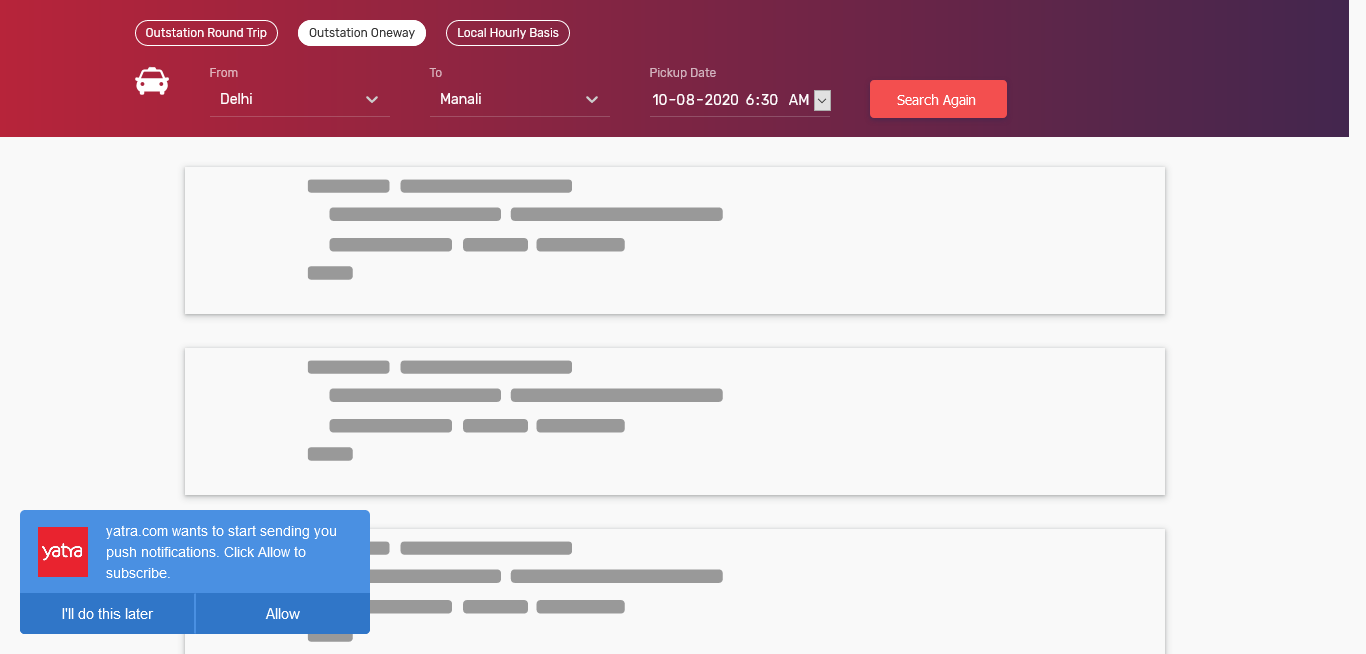 Outstation Round Trip Outstation Oneway Local Hourly Basis
From To Pickup Date
Delhi Manali 10-08-2020 6:30 AM Search Again
yatra yatra.com wants to start sending you
push notifications. Click Allow to
subscribe.
I'll do this later Allow